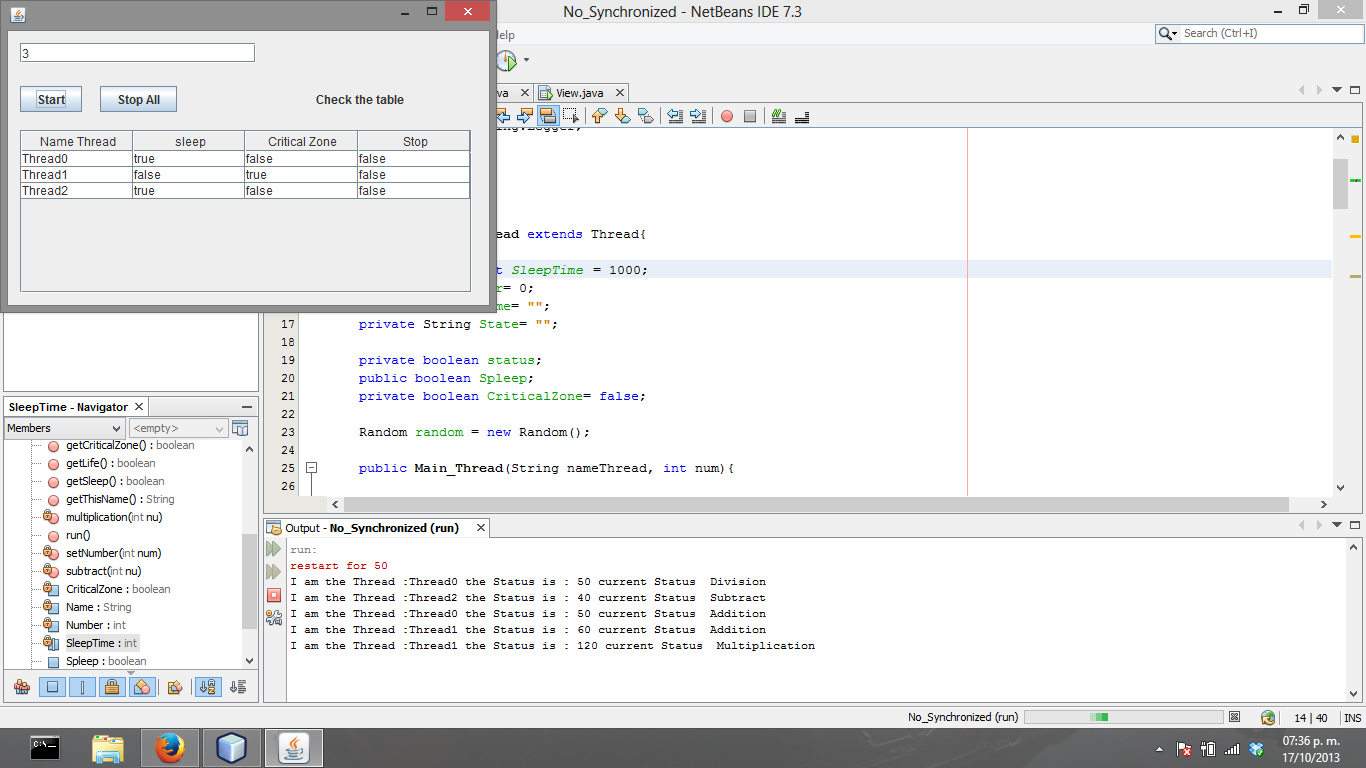 No_Synchronized - NetBeans IDE 7.3
Search (Ctrl+I)
3
Start
Stop All
Check the table
Name Thread sleep Critical Zone Stop
Thread0 true false false
Thread1 false true false
Thread2 true false false
elp
va
View.java
ead extends Thread{
t SleepTime = 1000;
r= 0;
me= "";
17 private String State= "";
18
19 private boolean status;
20 public boolean Spleep;
21 private boolean CriticalZone= false;
22
23 Random random = new Random();
24
25 public Main_Thread(String nameThread, int num){
26
SleepTime - Navigator
Members
<empty>
getCriticalZone() : boolean
getLife() : boolean
getSleep() : boolean
getThisName() : String
multiplication(int nu)
run()
setNumber(int num)
subtract(int nu)
CriticalZone : boolean
Name : String
Number : int
SleepTime : int
Spleep : boolean
Output - No_Synchronized (run)
run:
restart for 50
I am the Thread :Thread0 the Status is : 50 current Status  Division
I am the Thread :Thread2 the Status is : 40 current Status  Subtract
I am the Thread :Thread0 the Status is : 50 current Status  Addition
I am the Thread :Thread1 the Status is : 60 current Status  Addition
I am the Thread :Thread1 the Status is : 120 current Status  Multiplication
No_Synchronized (run)
14 | 40 INS
07:36 p. m.
17/10/2013